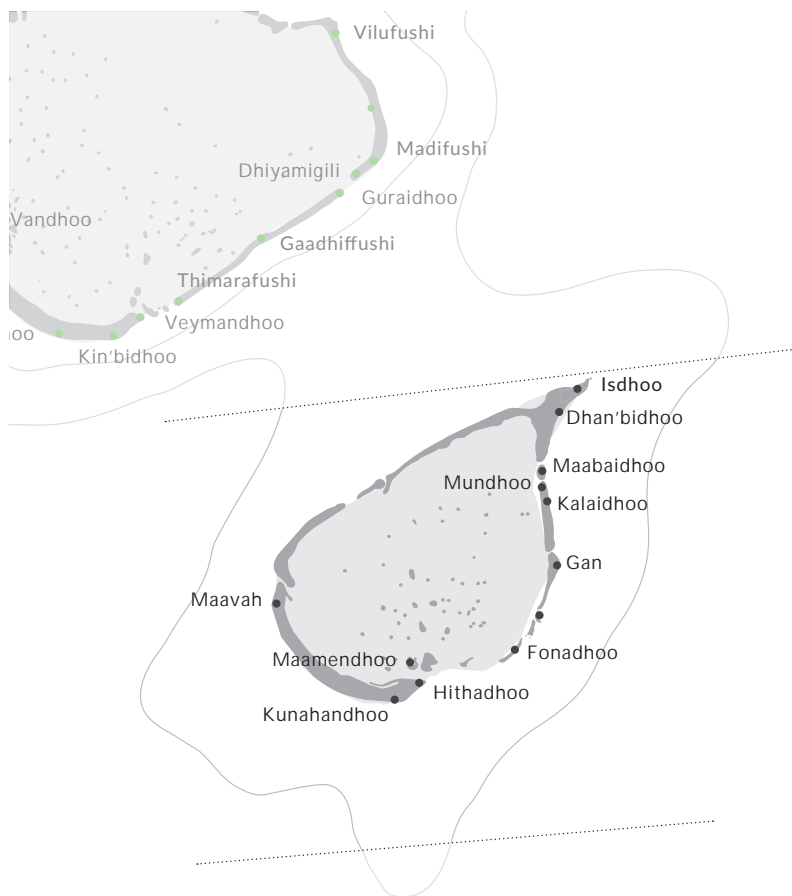 Vilufushi
Madifushi
Dhiyamigili
Guraidhoo
Vandhoo
Gaadhiffushi
Thimarafushi
Veymandhoo
Kin'bidhoo
Isdhoo
Dhan'bidhoo
Maabaidhoo
Mundhoo
Kalaidhoo
Gan
Maavah
Fonadhoo
Maamendhoo
Hithadhoo
Kunahandhoo